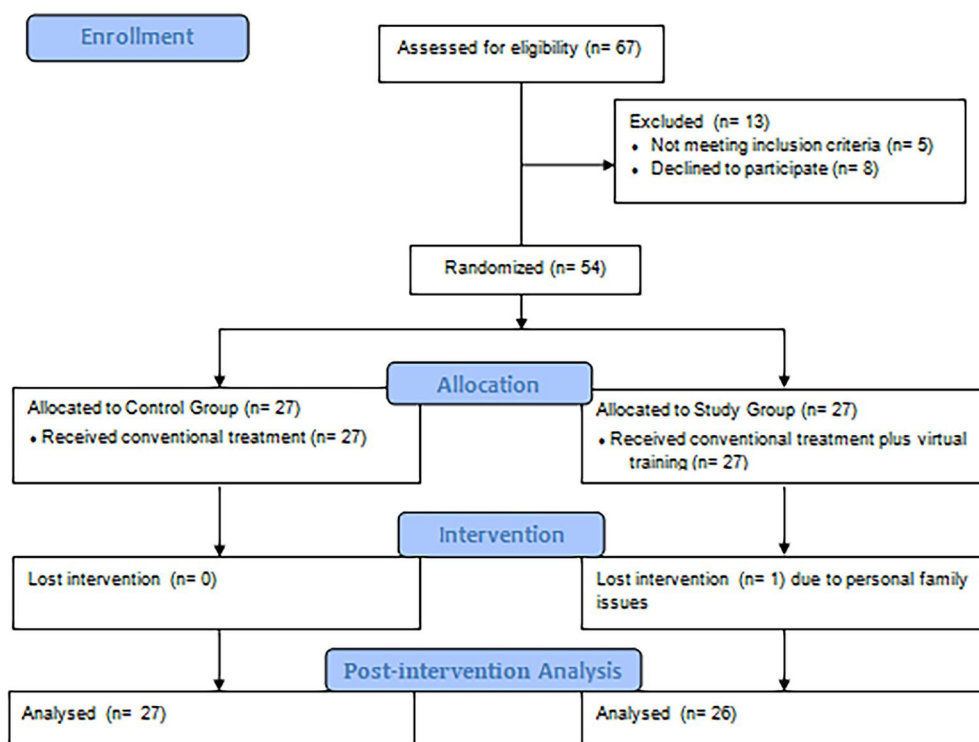 Enrollment
Assessed for eligibility (n= 67)
Excluded (n= 13)
• Not meeting inclusion criteria (n= 5)
• Declined to participate (n= 8)
Randomized (n= 54)
Allocation
Allocated to Control Group (n= 27)
• Received conventional treatment (n= 27)
Allocated to Study Group (n= 27)
• Received conventional treatment plus virtual
training (n= 27)
Intervention
Lost intervention (n= 0)
Lost intervention (n= 1) due to personal family
issues
Post-intervention Analysis
Analysed (n= 27)
Analysed (n= 26)